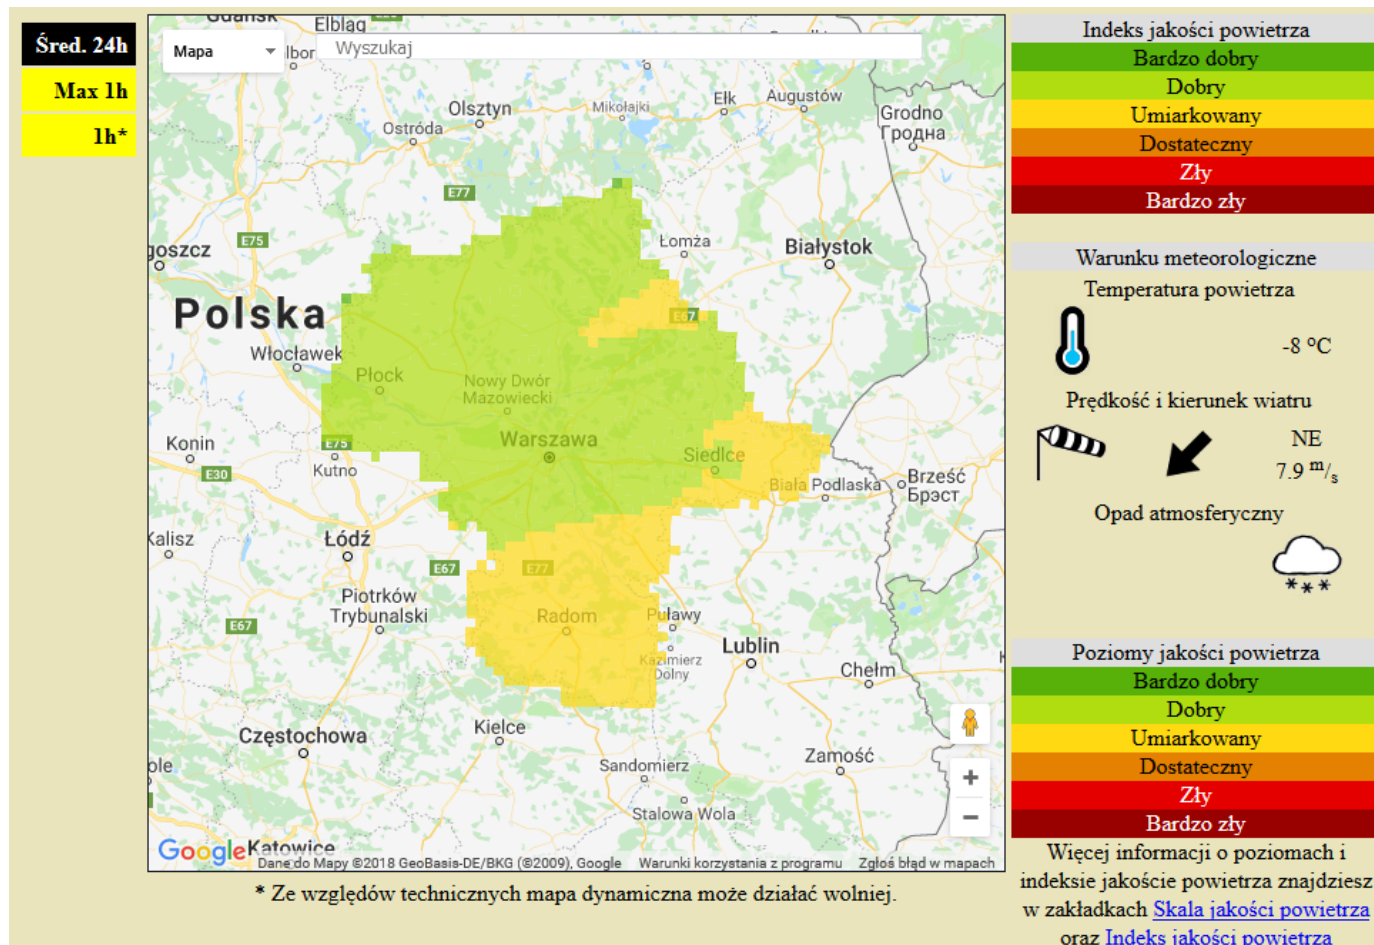 Śred. 24h
Max 1h
1h*
Gdańsk
Elbląg
Mapa
Wyszukaj
Olsztyn
Mikołajki
Ełk
Augustów
Ostróda
Grodno
Гродна
E77
E75
Łomża
Białystok
Polska
E67
Włocławek
Płock
Nowy Dwór
Mazowiecki
Warszawa
Konin
E75
Kutno
Siedlce
E30
Biała Podlaska
Brześć
Брэст
Kalisz
Łódź
E67
E77
Piotrków
Trybunalski
Radom
Puławy
E67
Lublin
Kazimierz
Dolny
Chełm
Kielce
Częstochowa
Zamość
Sandomierz
Stalowa Wola
+
−
Google
Katowice
Dane do Mapy ©2018 GeoBasis-DE/BKG (©2009), Google
Warunki korzystania z programu
Zgłoś błąd w mapach
* Ze względów technicznych mapa dynamiczna może działać wolniej.
Indeks jakości powietrza
Bardzo dobry
Dobry
Umiarkowany
Dostateczny
Zły
Bardzo zły
Warunku meteorologiczne
Temperatura powietrza
-8 °C
Prędkość i kierunek wiatru
NE
7.9 m/s
Opad atmosferyczny
Poziomy jakości powietrza
Bardzo dobry
Dobry
Umiarkowany
Dostateczny
Zły
Bardzo zły
Więcej informacji o poziomach i
indeksie jakoście powietrza znajdziesz
w zakładkach Skala jakości powietrza
oraz Indeks jakości powietrza